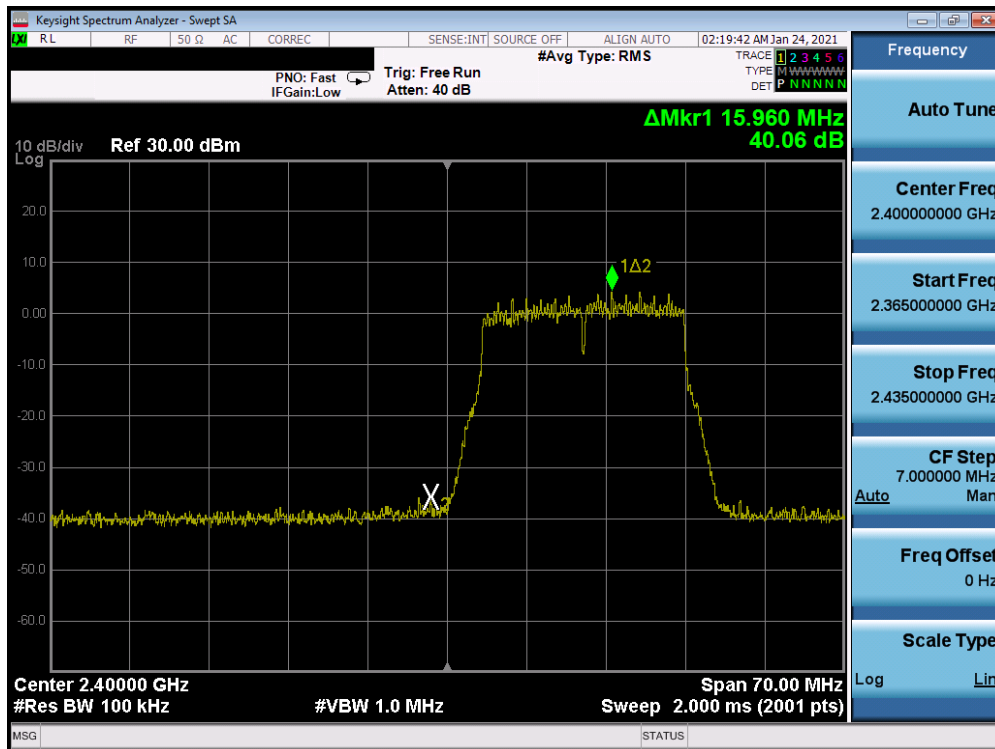 Keysight Spectrum Analyzer - Swept SA
LXI RL RF 50 Ω AC CORREC SENSE:INT SOURCE OFF ALIGN AUTO 02:19:42 AM Jan 24, 2021
PNO: Fast
IFGain:Low
Trig: Free Run
Atten: 40 dB
#Avg Type: RMS
TRACE 1 2 3 4 5 6
TYPE M WWWWW
DET P N N N N N
ΔMkr1 15.960 MHz
40.06 dB
10 dB/div
Log
Ref 30.00 dBm
20.0
10.0
0.00
-10.0
-20.0
-30.0
-40.0
-50.0
-60.0
1Δ2
X
Center 2.40000 GHz
Span 70.00 MHz
#Res BW 100 kHz
#VBW 1.0 MHz
Sweep 2.000 ms (2001 pts)
MSG
STATUS
Frequency
Auto Tune
Center Freq
2.400000000 GHz
Start Freq
2.365000000 GHz
Stop Freq
2.435000000 GHz
CF Step
7.000000 MHz
Auto Man
Freq Offset
0 Hz
Scale Type
Log Lin